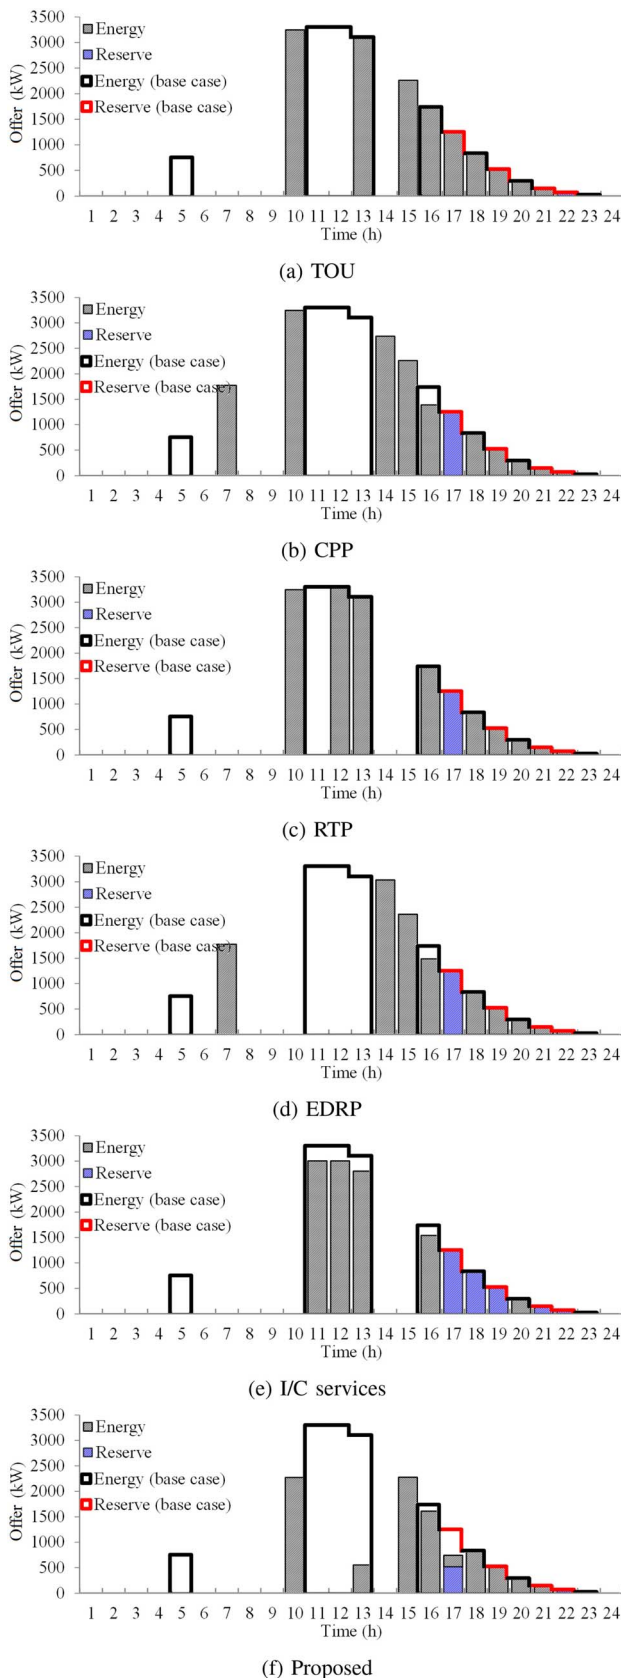 3500
3000
2500
2000
1500
1000
500
0
Offer (kW)
Energy
Reserve
Energy (base case)
Reserve (base case)
1 2 3 4 5 6 7 8 9 10 11 12 13 14 15 16 17 18 19 20 21 22 23 24
Time (h)
(a) TOU
3500
3000
2500
2000
1500
1000
500
0
Offer (kW)
Energy
Reserve
Energy (base case)
Reserve (base case)
1 2 3 4 5 6 7 8 9 10 11 12 13 14 15 16 17 18 19 20 21 22 23 24
Time (h)
(b) CPP
3500
3000
2500
2000
1500
1000
500
0
Offer (kW)
Energy
Reserve
Energy (base case)
Reserve (base case)
1 2 3 4 5 6 7 8 9 10 11 12 13 14 15 16 17 18 19 20 21 22 23 24
Time (h)
(c) RTP
3500
3000
2500
2000
1500
1000
500
0
Offer (kW)
Energy
Reserve
Energy (base case)
Reserve (base case)
1 2 3 4 5 6 7 8 9 10 11 12 13 14 15 16 17 18 19 20 21 22 23 24
Time (h)
(d) EDRP
3500
3000
2500
2000
1500
1000
500
0
Offer (kW)
Energy
Reserve
Energy (base case)
Reserve (base case)
1 2 3 4 5 6 7 8 9 10 11 12 13 14 15 16 17 18 19 20 21 22 23 24
Time (h)
(e) I/C services
3500
3000
2500
2000
1500
1000
500
0
Offer (kW)
Energy
Reserve
Energy (base case)
Reserve (base case)
1 2 3 4 5 6 7 8 9 10 11 12 13 14 15 16 17 18 19 20 21 22 23 24
Time (h)
(f) Proposed